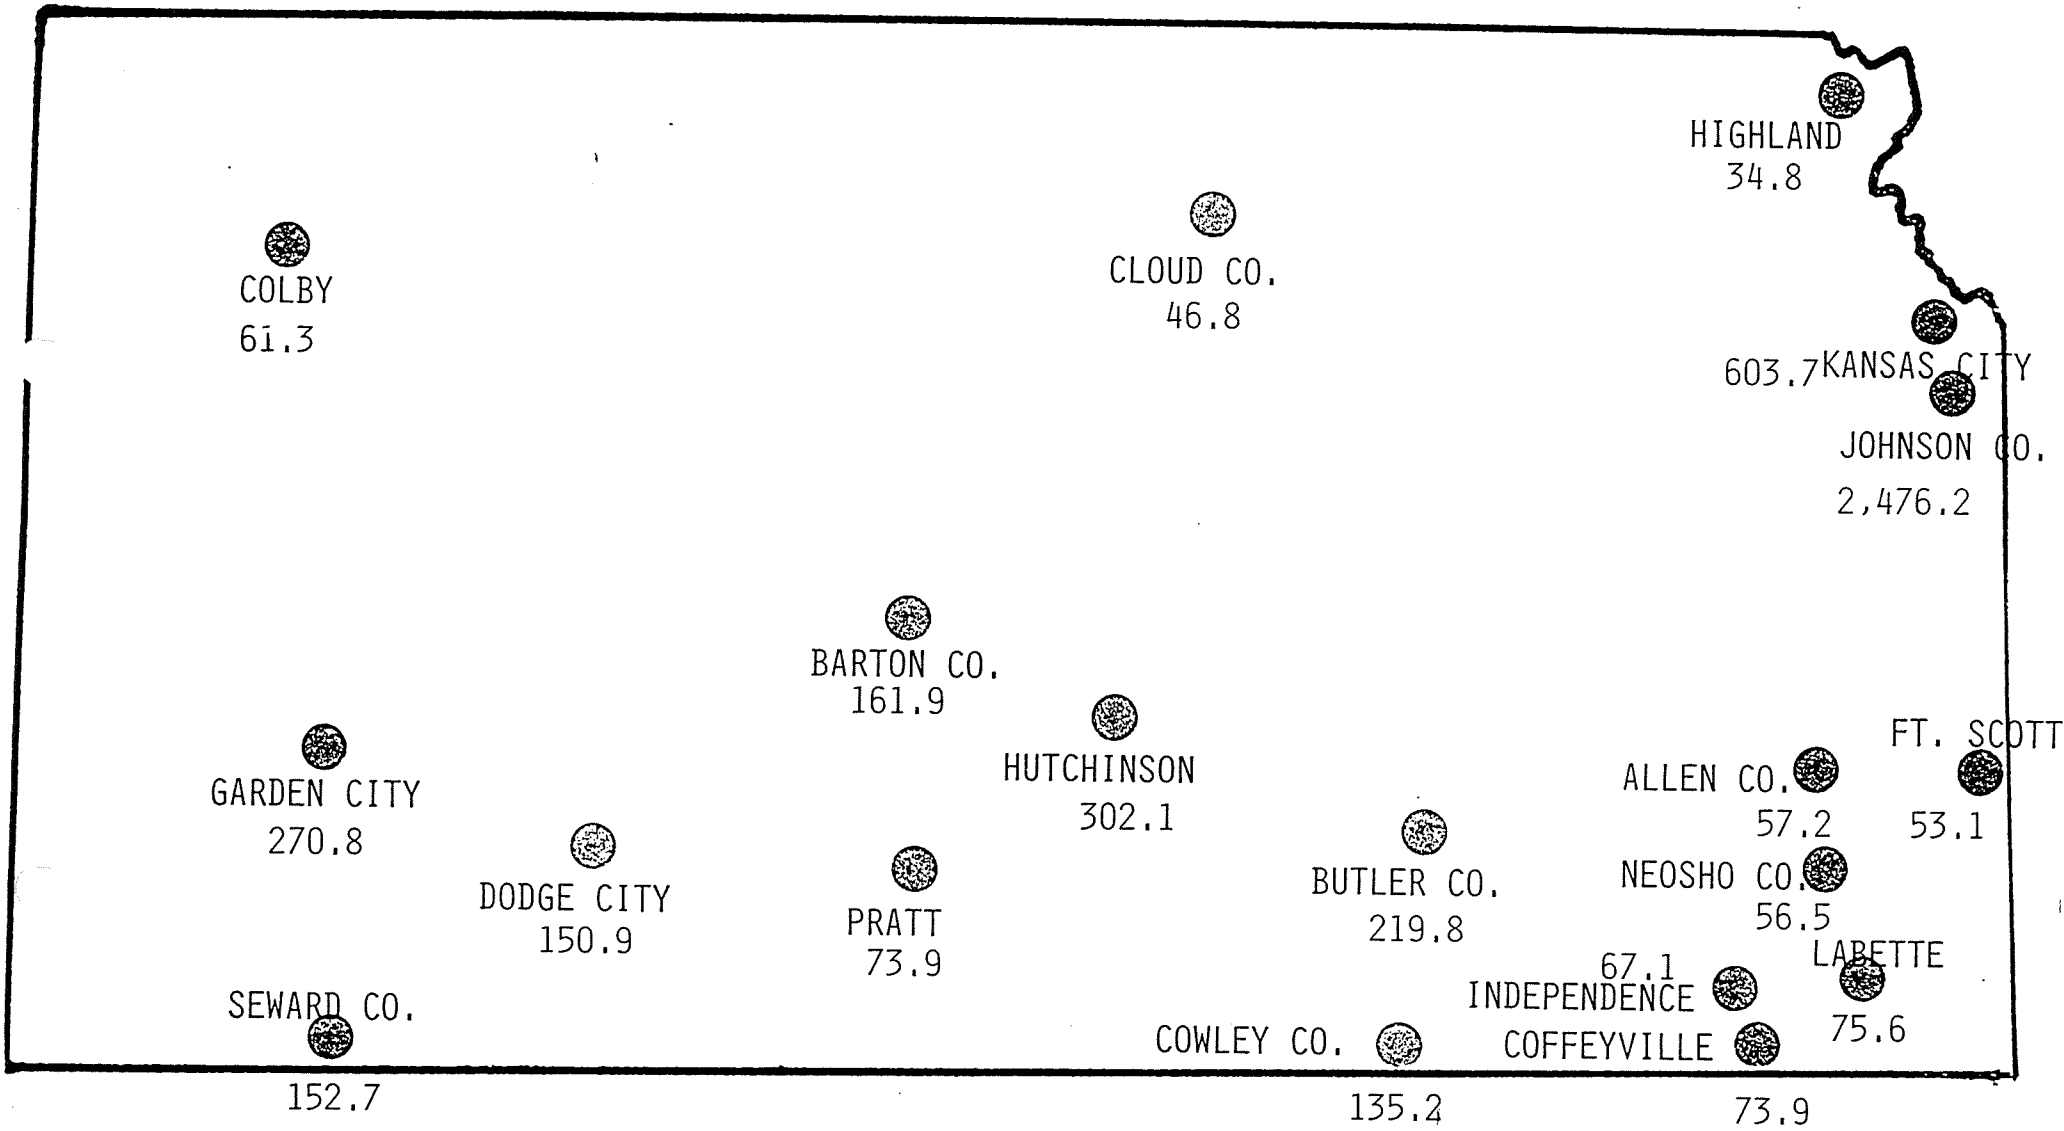 HIGHLAND
34.8
COLBY
61.3
CLOUD CO.
46.8
603.7 KANSAS CITY
JOHNSON CO.
2,476.2
BARTON CO.
161.9
HUTCHINSON
302.1
GARDEN CITY
270.8
DODGE CITY
150.9
PRATT
73.9
BUTLER CO.
219.8
FT. SCOTT
53.1
ALLEN CO.
57.2
NEOSHO CO.
56.5
LABETTE
75.6
67.1
INDEPENDENCE
SEWARD CO.
152.7
COWLEY CO.
135.2
COFFEYVILLE
73.9